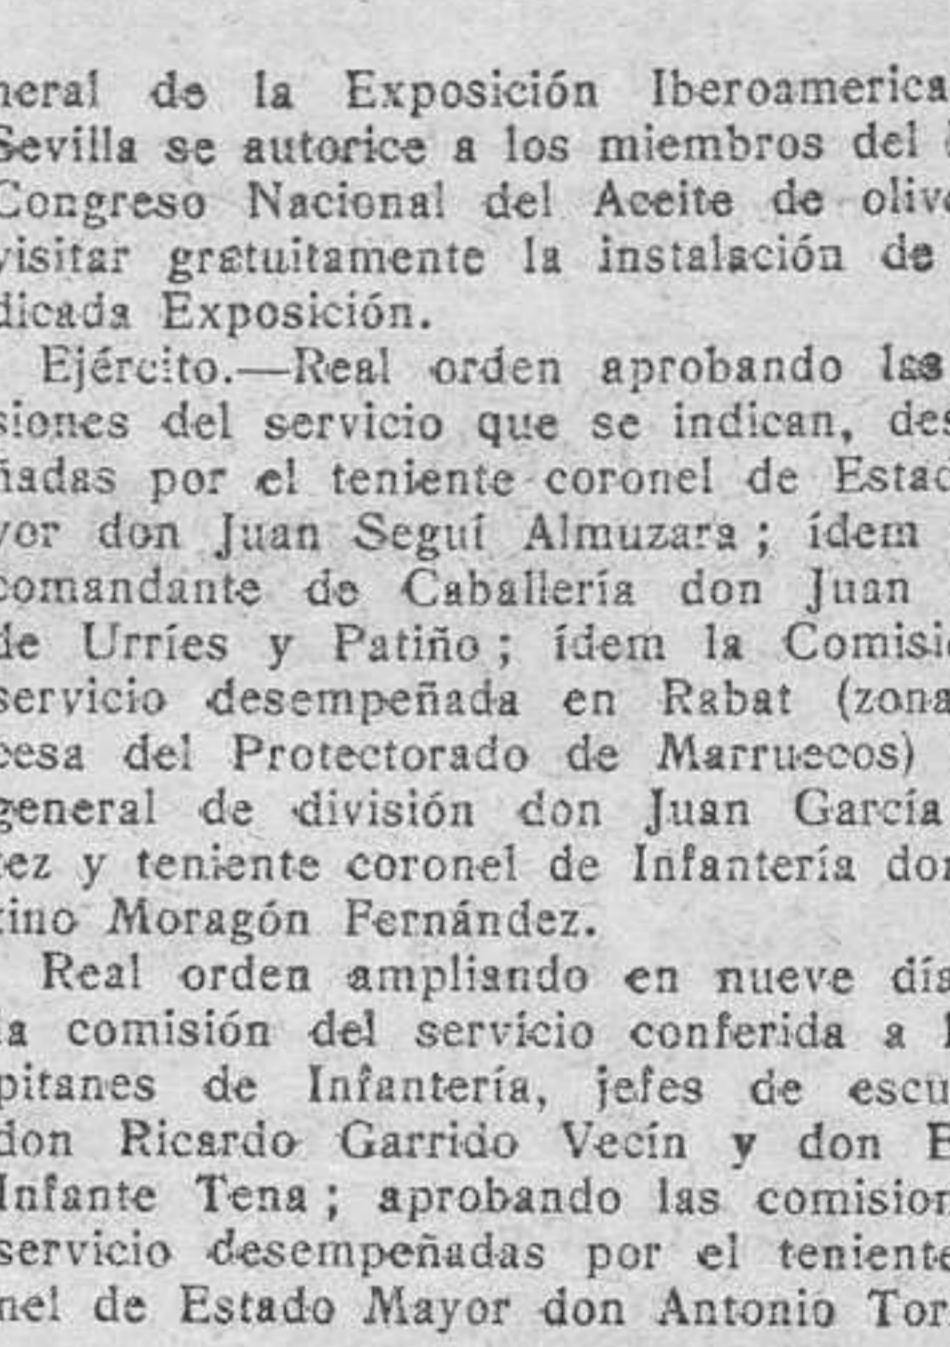 neral de la Exposición Iberoamerica
Sevilla se autorice a los miembros del
Congreso Nacional del Aceite de oliv
visitar gratuitamente la instalación de
dicada Exposición.
Ejército.—Real orden aprobando las
siones del servicio que se indican, des
ñadas por el teniente coronel de Estad
yor don Juan Seguí Almuzara; ídem
comandante de Caballería don Juan
de Urríes y Patiño; ídem la Comisi
servicio desempeñada en Rabat (zona
cesa del Protectorado de Marruecos)
general de división don Juan García
ez y teniente coronel de Infantería don
ino Moragón Fernández.
Real orden ampliando en nueve día
la comisión del servicio conferida a
pitanes de Infantería, jefes de escu
don Ricardo Garrido Vecín y don E
Infante Tena; aprobando las comision
servicio desempeñadas por el teniente
nel de Estado Mayor don Antonio Torr